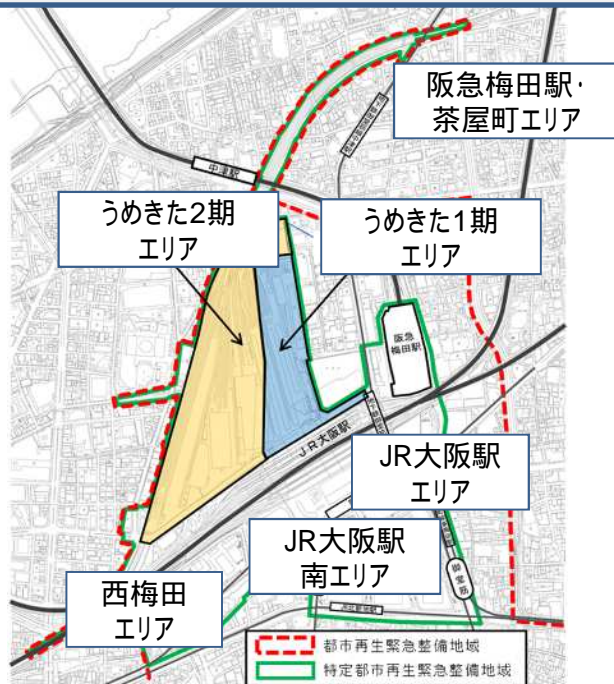 阪急梅田駅・
茶屋町エリア
中津駅
うめきた2期
エリア
うめきた1期
エリア
阪急
梅田駅
JR大阪駅
JR大阪駅
エリア
JR大阪駅
南エリア
御堂筋
西梅田
エリア
都市再生緊急整備地域
特定都市再生緊急整備地域